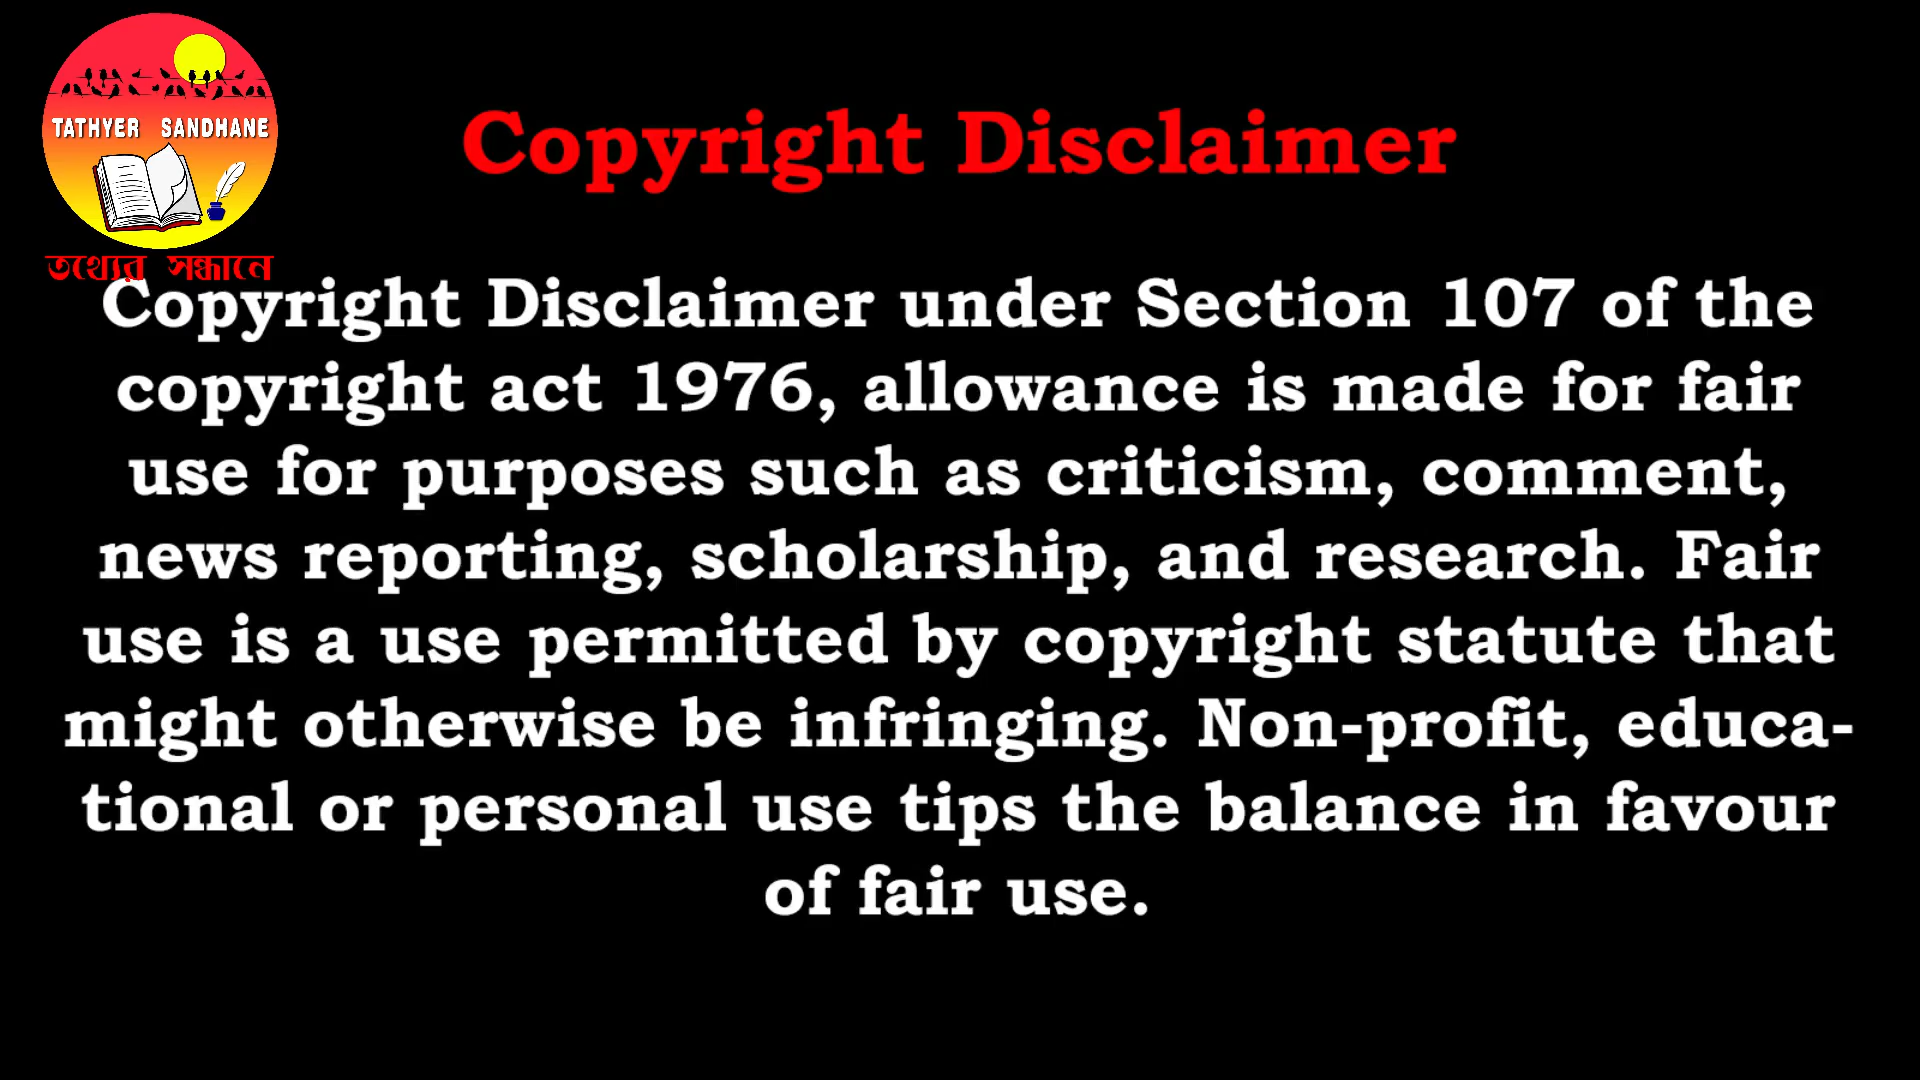 TATHYER SANDHANE
তথ্যের সন্ধানে
Copyright Disclaimer
Copyright Disclaimer under Section 107 of the
copyright act 1976, allowance is made for fair
use for purposes such as criticism, comment,
news reporting, scholarship, and research. Fair
use is a use permitted by copyright statute that
might otherwise be infringing. Non-profit, educa-
tional or personal use tips the balance in favour
of fair use.